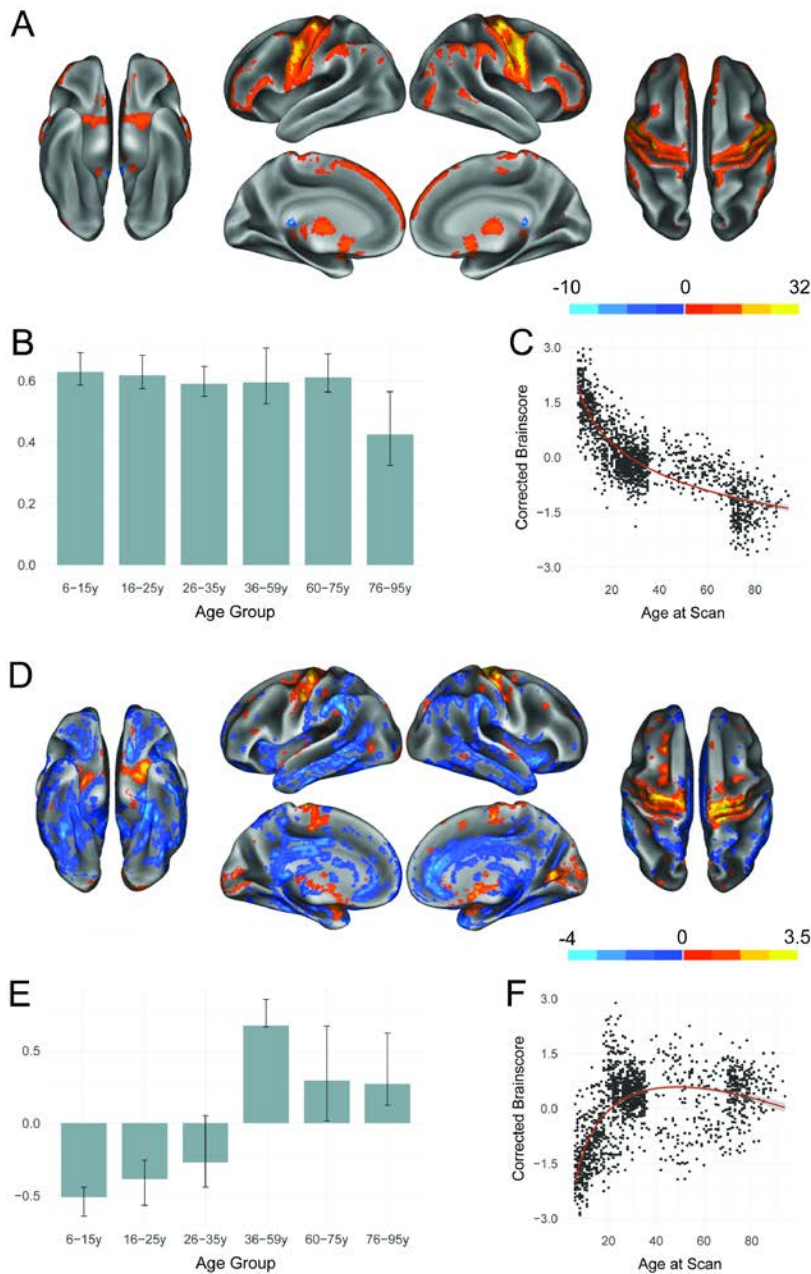 A
-10 0 32
B
0.6
0.4
0.2
0.0
6–15y 16–25y 26–35y 36–59y 60–75y 76–95y
Age Group
C
3.0
1.5
0.0
−1.5
−3.0
Corrected Brainscore
20 40 60 80
Age at Scan
D
-4 0 3.5
E
0.5
0.0
−0.5
6–15y 16–25y 26–35y 36–59y 60–75y 76–95y
Age Group
F
3.0
1.5
0.0
−1.5
−3.0
Corrected Brainscore
20 40 60 80
Age at Scan